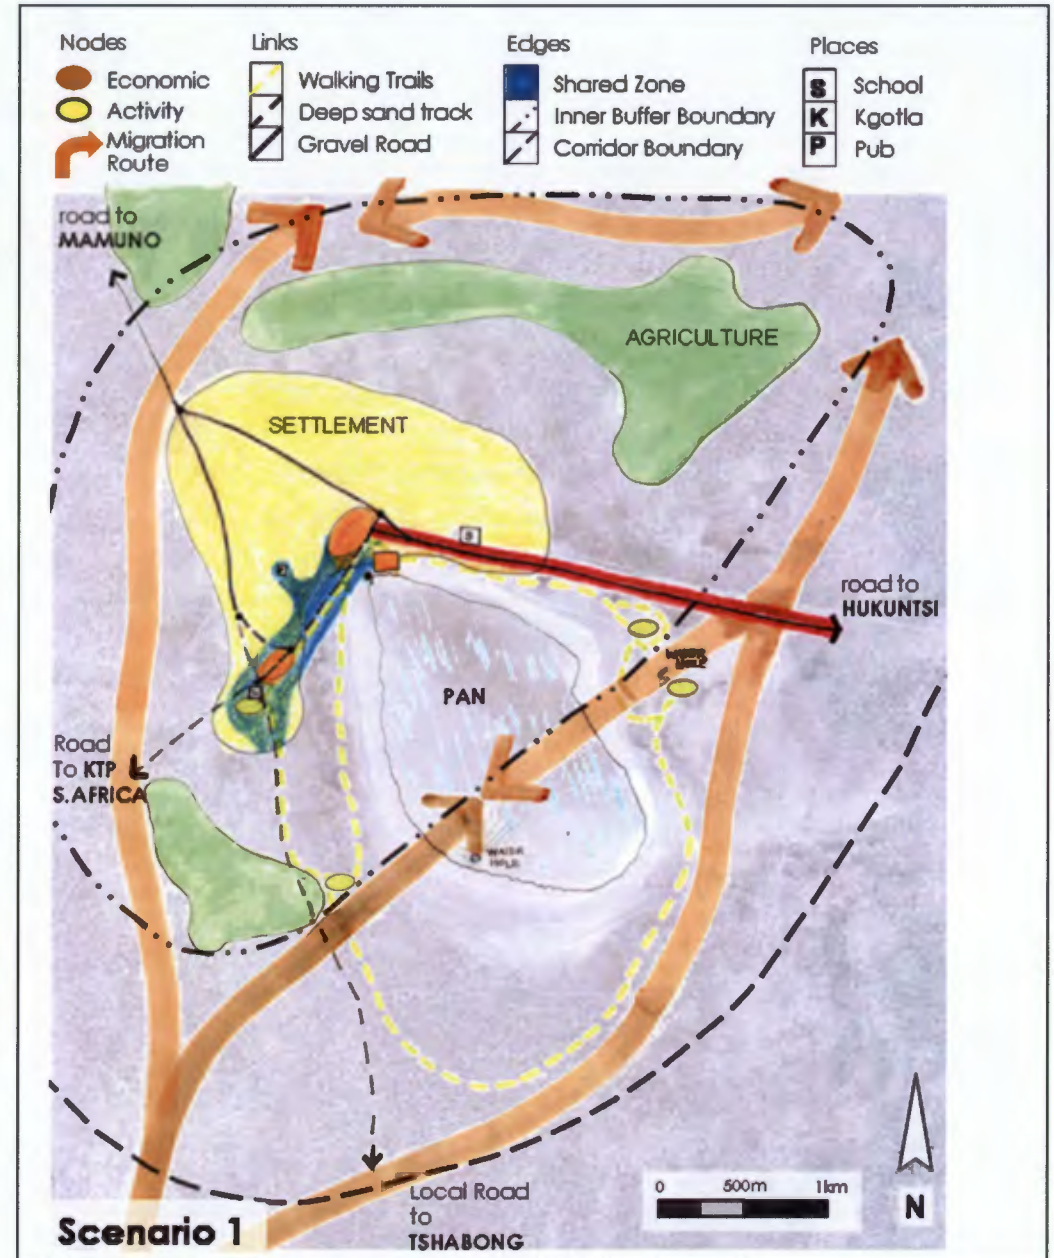 Nodes
Economic
Activity
Migration
Route
Links
Walking Trails
Deep sand track
Gravel Road
Edges
Shared Zone
Inner Buffer Boundary
Corridor Boundary
Places
S School
K Kgotla
P Pub
road to
MAMUNO
AGRICULTURE
SETTLEMENT
road to
HUKUNTSI
PAN
Road
To KTP
S.AFRICA
WATER
HOLE
Local Road
to
TSHABONG
0 500m 1km
N
Scenario 1